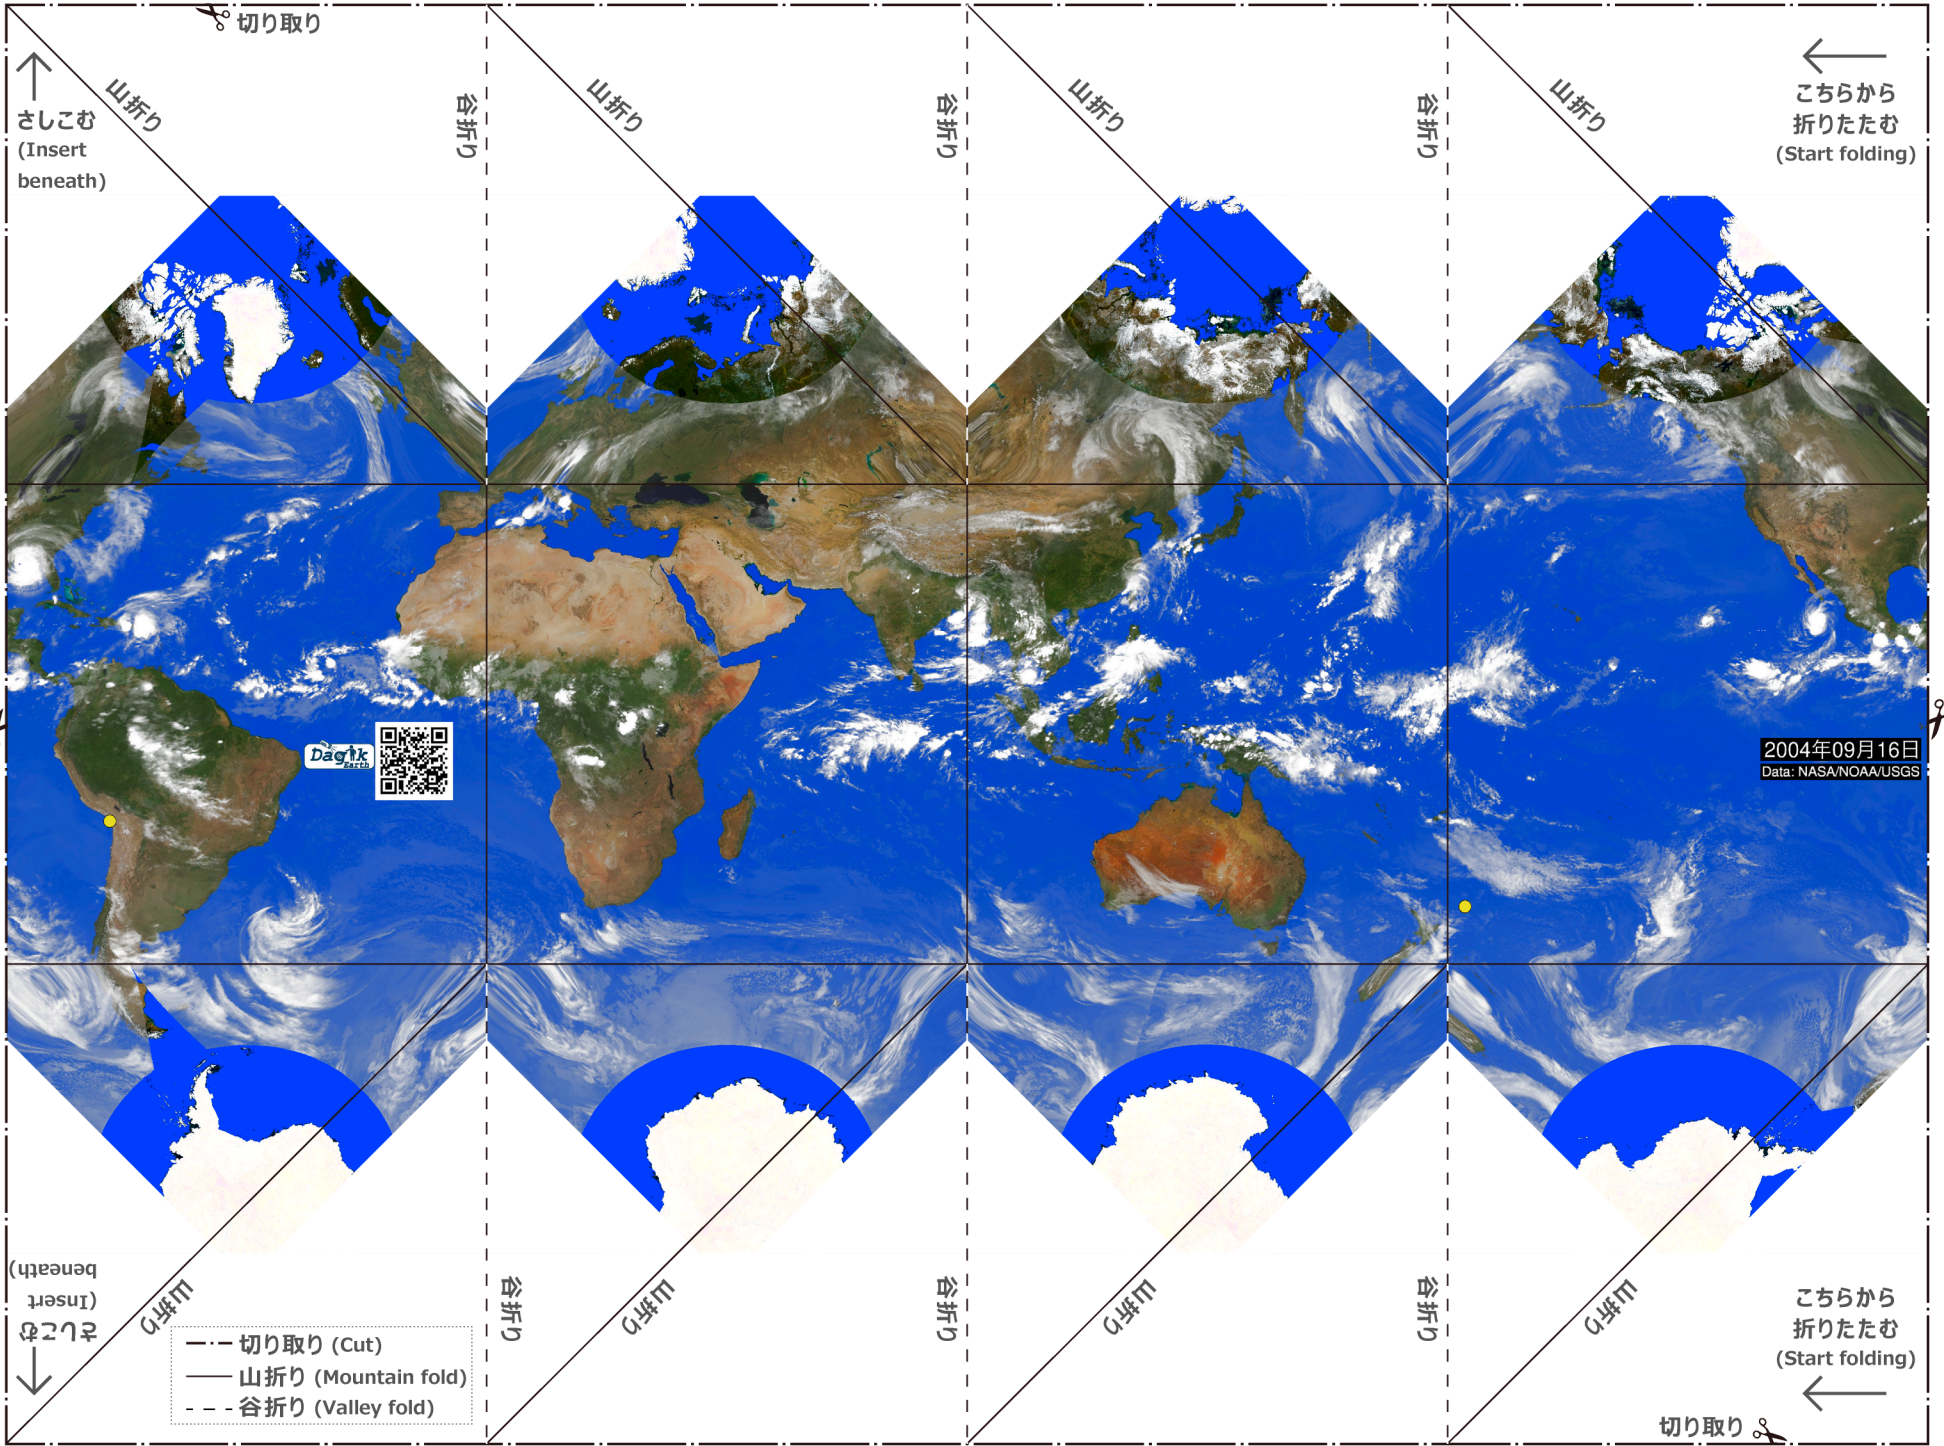 切り取り
山折り
谷折り
山折り
谷折り
山折り
谷折り
山折り
さしこむ
(Insert
beneath)
こちらから
折りたたむ
(Start folding)
Dagik
Earth
2004年09月16日
Data: NASA/NOAA/USGS
さしこむ
(Insert
beneath)
山折り
谷折り
山折り
谷折り
山折り
谷折り
山折り
切り取り (Cut)
山折り (Mountain fold)
谷折り (Valley fold)
こちらから
折りたたむ
(Start folding)
切り取り